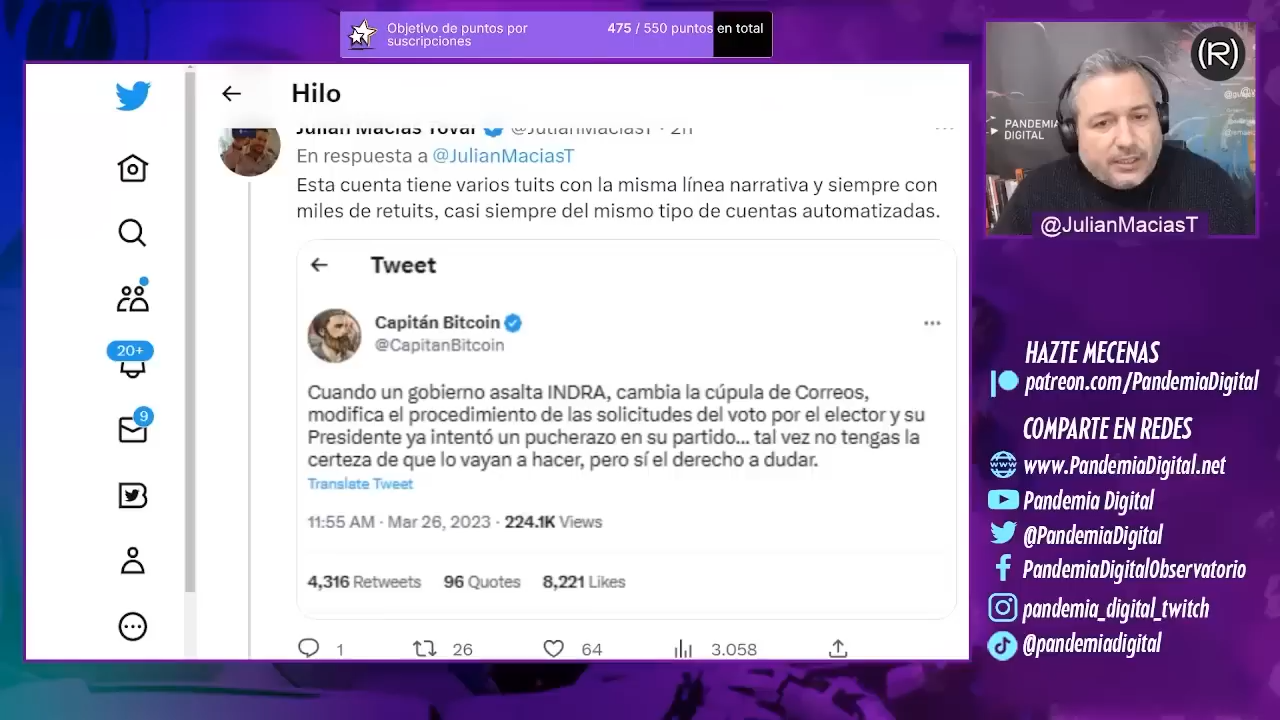 Objetivo de puntos por
suscripciones
475 / 550 puntos en total
Hilo
Julián Macías Tovar @JulianMaciasT · 2h
En respuesta a @JulianMaciasT
Esta cuenta tiene varios tuits con la misma línea narrativa y siempre con
miles de retuits, casi siempre del mismo tipo de cuentas automatizadas.
Tweet
Capitán Bitcoin
@CapitanBitcoin
Cuando un gobierno asalta INDRA, cambia la cúpula de Correos,
modifica el procedimiento de las solicitudes del voto por el elector y su
Presidente ya intentó un pucherazo en su partido... tal vez no tengas la
certeza de que lo vayan a hacer, pero sí el derecho a dudar.
Translate Tweet
11:55 AM · Mar 26, 2023 · 224.1K Views
4,316 Retweets 96 Quotes 8,221 Likes
1 26 64 3.058
20+
9
(R)
PANDEMIA
DIGITAL
@JulianMaciasT
HAZTE MECENAS
patreon.com/PandemiaDigital
COMPARTE EN REDES
www.PandemiaDigital.net
Pandemia Digital
@PandemiaDigital
PandemiaDigitalObservatorio
pandemia_digital_twitch
@pandemiadigital